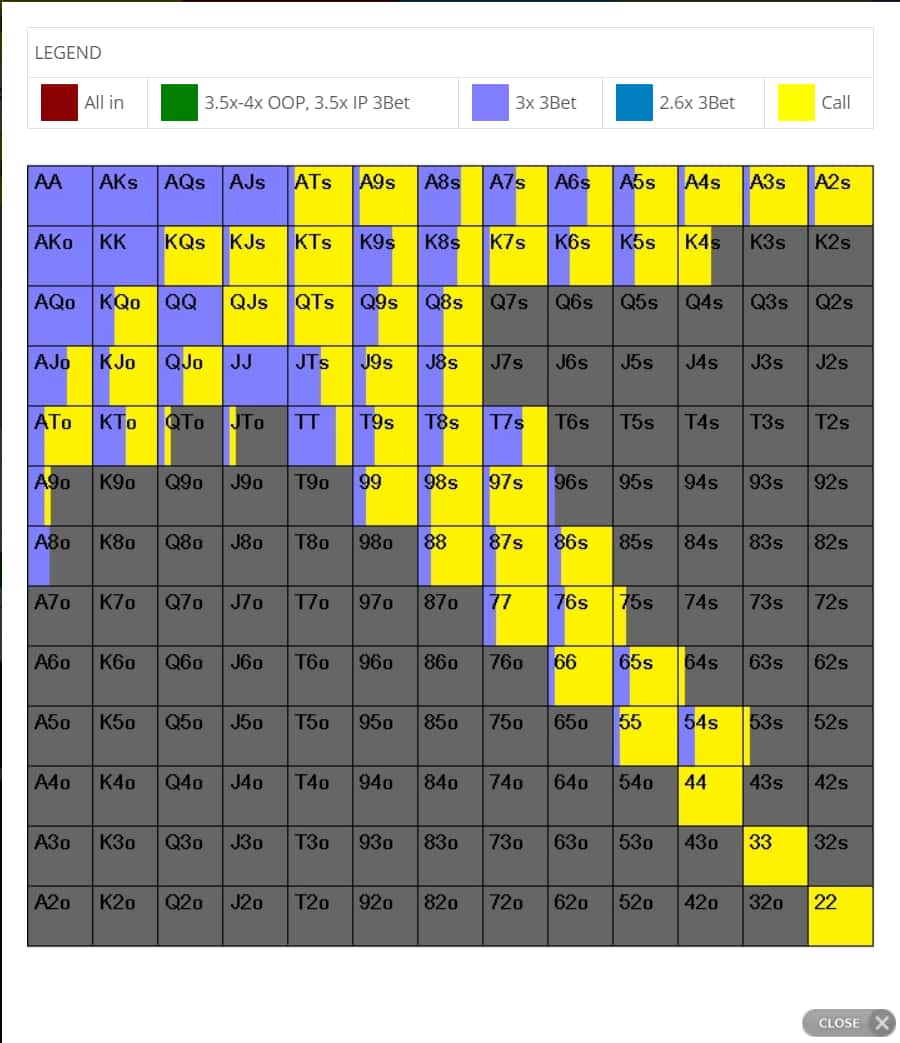 LEGEND
All in 3.5x-4x OOP, 3.5x IP 3Bet 3x 3Bet 2.6x 3Bet Call
AA AKs AQs AJs ATs A9s A8s A7s A6s A5s A4s A3s A2s
AKo KK KQs KJs KTs K9s K8s K7s K6s K5s K4s K3s K2s
AQo KQo QQ QJs QTs Q9s Q8s Q7s Q6s Q5s Q4s Q3s Q2s
AJo KJo QJo JJ JTs J9s J8s J7s J6s J5s J4s J3s J2s
ATo KTo QTo JTo TT T9s T8s T7s T6s T5s T4s T3s T2s
A9o K9o Q9o J9o T9o 99 98s 97s 96s 95s 94s 93s 92s
A8o K8o Q8o J8o T8o 98o 88 87s 86s 85s 84s 83s 82s
A7o K7o Q7o J7o T7o 97o 87o 77 76s 75s 74s 73s 72s
A6o K6o Q6o J6o T6o 96o 86o 76o 66 65s 64s 63s 62s
A5o K5o Q5o J5o T5o 95o 85o 75o 65o 55 54s 53s 52s
A4o K4o Q4o J4o T4o 94o 84o 74o 64o 54o 44 43s 42s
A3o K3o Q3o J3o T3o 93o 83o 73o 63o 53o 43o 33 32s
A2o K2o Q2o J2o T2o 92o 82o 72o 62o 52o 42o 32o 22
CLOSE